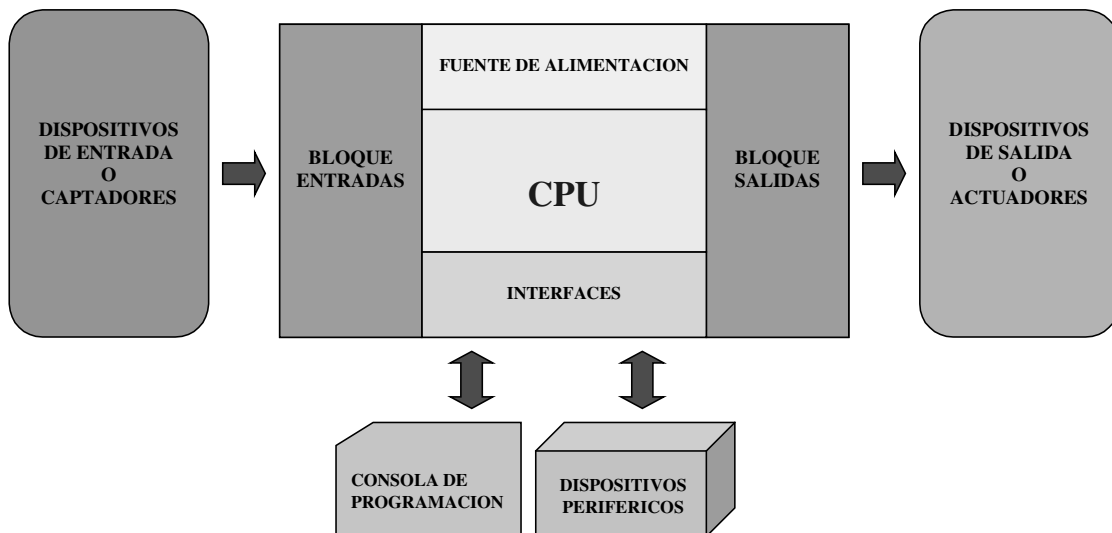 FUENTE DE ALIMENTACION
DISPOSITIVOS
DE ENTRADA
O
CAPTADORES
BLOQUE
ENTRADAS
CPU
BLOQUE
SALIDAS
DISPOSITIVOS
DE SALIDA
O
ACTUADORES
INTERFACES
CONSOLA DE
PROGRAMACION
DISPOSITIVOS
PERIFERICOS